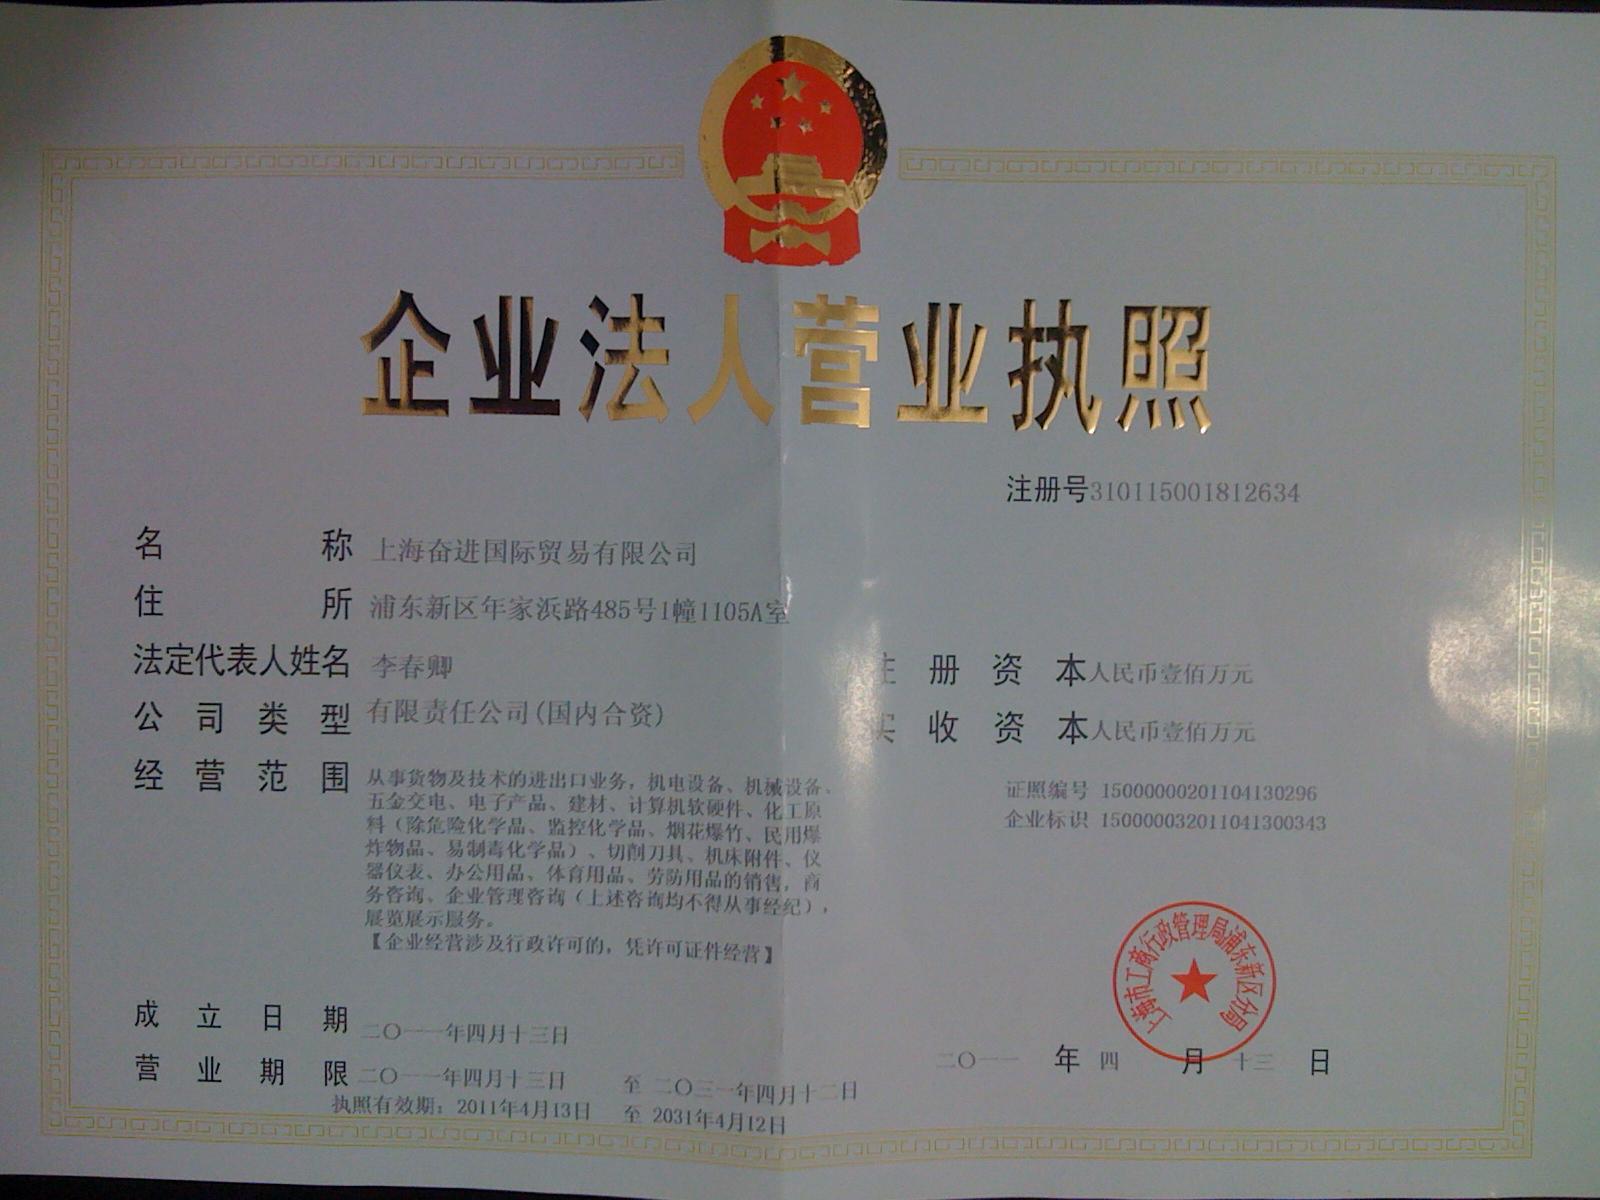 企业法人营业执照
注册号310115001812634
名称 上海奋进国际贸易有限公司
住所 浦东新区年家浜路485号1幢1105A室
法定代表人姓名 李春卿
注册资本 人民币壹佰万元
公司类型 有限责任公司(国内合资)
实收资本 人民币壹佰万元
经营范围 从事货物及技术的进出口业务，机电设备、机械设备、
五金交电、电子产品、建材、计算机软硬件、化工原
料（除危险化学品、监控化学品、烟花爆竹、民用爆
炸物品、易制毒化学品）、切削刀具、机床附件、仪
器仪表、办公用品、体育用品、劳防用品的销售，商
务咨询、企业管理咨询（上述咨询均不得从事经纪），
展览展示服务。
【企业经营涉及行政许可的，凭许可证件经营】
证照编号 15000000201104130296
企业标识 150000032011041300343
上海市工商行政管理局浦东新区分局
成立日期 二〇一一年四月十三日
二〇一一 年 四 月 十三 日
营业期限 二〇一一年四月十三日 至 二〇三一年四月十二日
执照有效期：2011年4月13日 至 2031年4月12日